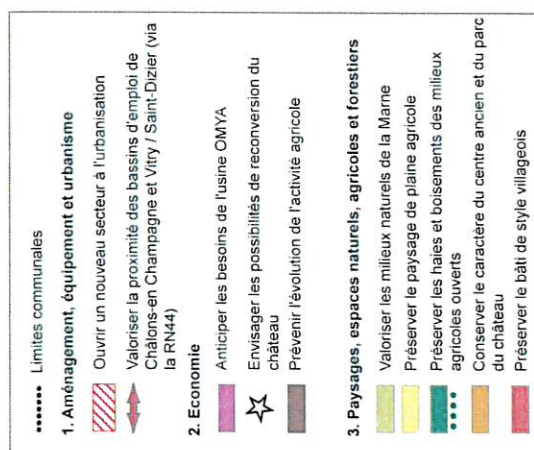 Limites communales
1. Aménagement, équipement et urbanisme
Ouvrir un nouveau secteur à l'urbanisation
Valoriser la proximité des bassins d'emploi de
Châlons-en Champagne et Vitry / Saint-Dizier (via
la RN44)
2. Economie
Anticiper les besoins de l'usine OMYA
Envisager les possibilités de reconversion du
château
Prévenir l'évolution de l'activité agricole
3. Paysages, espaces naturels, agricoles et forestiers
Valoriser les milieux naturels de la Marne
Préserver le paysage de plaine agricole
Préserver les haies et boisements des milieux
agricoles ouverts
Conserver le caractère du centre ancien et du parc
du château
Préserver le bâti de style villageois